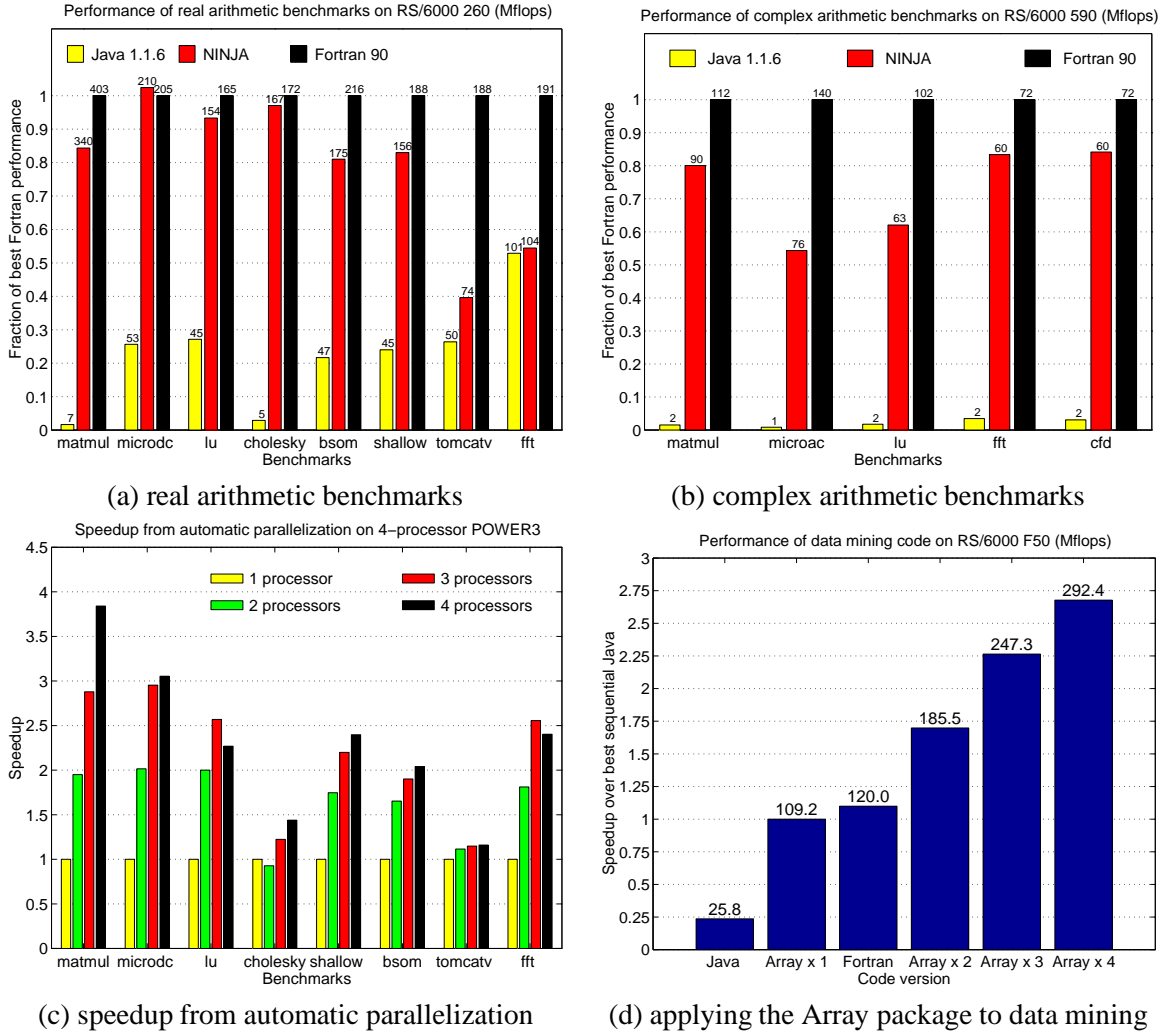 Performance of real arithmetic benchmarks on RS/6000 260 (Mflops)
Java 1.1.6 NINJA Fortran 90
Fraction of best Fortran performance
1
0.9
0.8
0.7
0.6
0.5
0.4
0.3
0.2
0.1
0
7 340 403
53 210 205
45 154 165
5 167 172
47 175 216
45 156 188
50 74 188
101 104 191
matmul microdc lu cholesky bsom shallow tomcatv fft
Benchmarks
(a) real arithmetic benchmarks
Performance of complex arithmetic benchmarks on RS/6000 590 (Mflops)
Java 1.1.6 NINJA Fortran 90
Fraction of best Fortran performance
1
0.9
0.8
0.7
0.6
0.5
0.4
0.3
0.2
0.1
0
2 90 112
1 76 140
2 63 102
2 60 72
2 60 72
matmul microac lu fft cfd
Benchmarks
(b) complex arithmetic benchmarks
Speedup from automatic parallelization on 4−processor POWER3
1 processor 3 processors
2 processors 4 processors
Speedup
4.5
4
3.5
3
2.5
2
1.5
1
0.5
0
matmul microdc lu cholesky shallow bsom tomcatv fft
Benchmarks
(c) speedup from automatic parallelization
Performance of data mining code on RS/6000 F50 (Mflops)
Speedup over best sequential Java
3
2.75
2.5
2.25
2
1.75
1.5
1.25
1
0.75
0.5
0.25
0
25.8 109.2 120.0 185.5 247.3 292.4
Java Array x 1 Fortran Array x 2 Array x 3 Array x 4
Code version
(d) applying the Array package to data mining